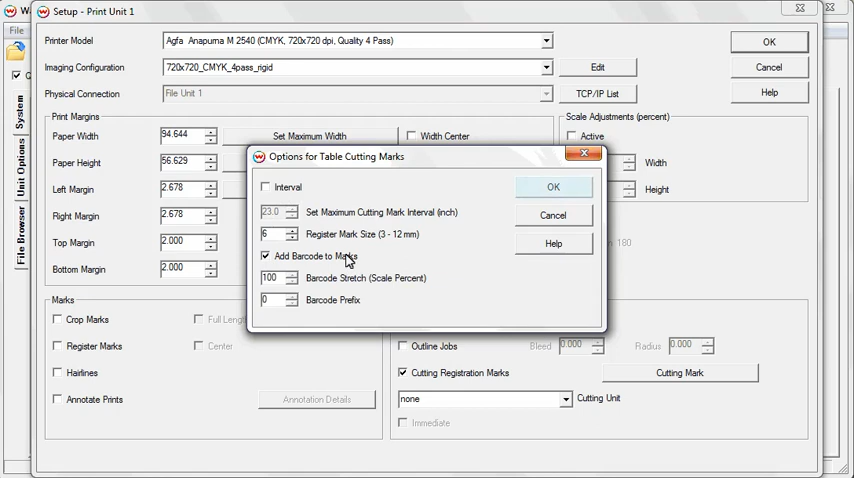 W
Setup - Print Unit 1
File
Printer Model
Agfa Anapurna M 2540 (CMYK, 720x720 dpi, Quality 4 Pass)
OK
Imaging Configuration
720x720_CMYK_4pass_rigid
Edit
Cancel
Physical Connection
File Unit 1
TCP/IP List
Help
System
Unit Options
File Browser
Print Margins
Paper Width
94.644
Set Maximum Width
Width Center
Scale Adjustments (percent)
Active
Paper Height
56.629
Width
Left Margin
2.678
Height
Right Margin
2.678
Top Margin
2.000
180
Bottom Margin
2.000
Options for Table Cutting Marks
Interval
OK
23.0
Set Maximum Cutting Mark Interval (inch)
Cancel
6
Register Mark Size (3 - 12 mm)
Help
Add Barcode to Marks
100
Barcode Stretch (Scale Percent)
0
Barcode Prefix
Marks
Crop Marks
Full Length
Register Marks
Center
Outline Jobs
Bleed
0.000
Radius
0.000
Hairlines
Cutting Registration Marks
Cutting Mark
Annotate Prints
Annotation Details
none
Cutting Unit
Immediate